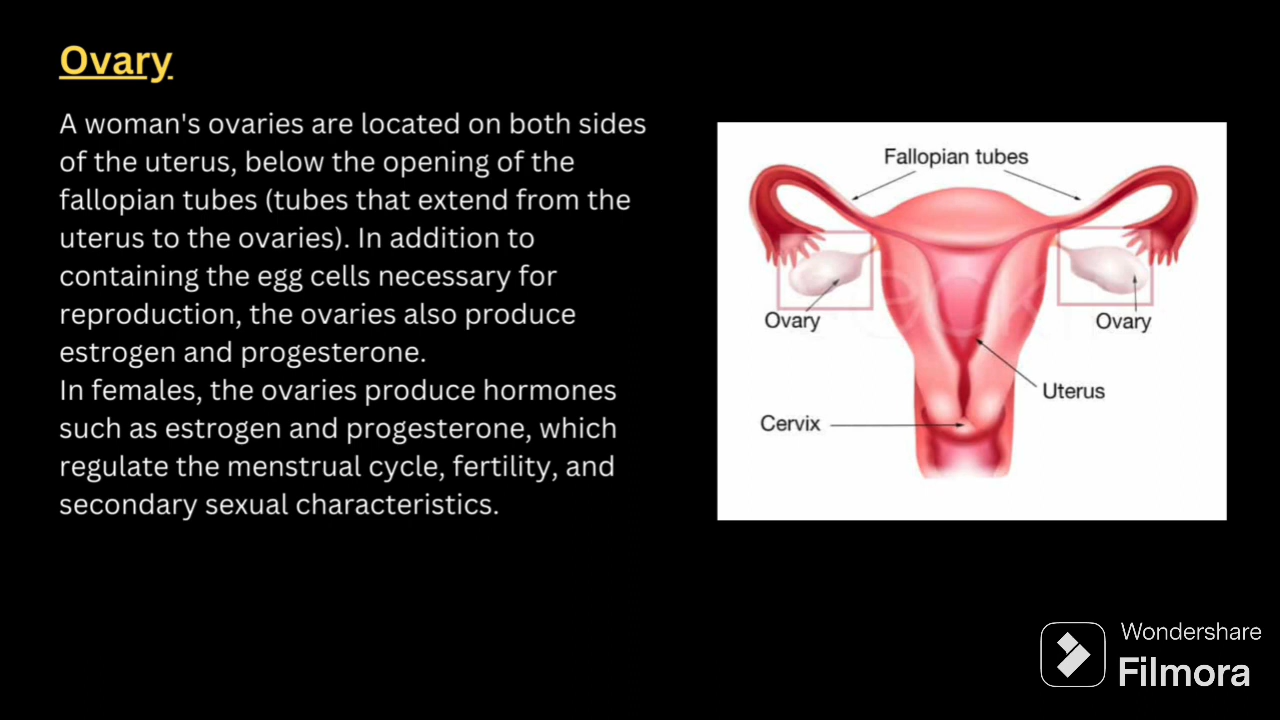 Ovary
A woman's ovaries are located on both sides
of the uterus, below the opening of the
fallopian tubes (tubes that extend from the
uterus to the ovaries). In addition to
containing the egg cells necessary for
reproduction, the ovaries also produce
estrogen and progesterone.
In females, the ovaries produce hormones
such as estrogen and progesterone, which
regulate the menstrual cycle, fertility, and
secondary sexual characteristics.
Fallopian tubes
Ovary
Ovary
Uterus
Cervix
Wondershare
Filmora